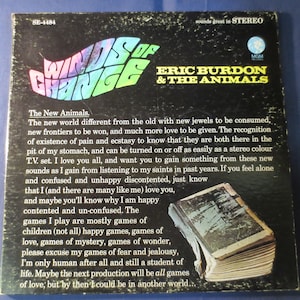 SE-4484
sounds great in STEREO
WINDS OF
CHANGE
MGM
ERIC BURDON
& THE ANIMALS
The New Animals.
The new world different from the old with new jewels to be consumed,
new frontiers to be won, and much more love to be given. The recognition
of existence of pain and ecstasy to know that they are both there in the
pit of my stomach, and can be turned on or off as easily as a stereo colour
T.V. set. I love you all, and want you to gain something from these new
sounds as I gain from listening to my saints in past years. If you feel alone
and confused and unhappy discontented, just know
that I (and there are many like me) love you,
and maybe you'll know why I am happy
contented and un-confused. The
games I play are mostly games of
children (not all) happy games, games of
love, games of mystery, games of wonder,
please excuse my games of fear and jealousy,
I'm only human after all and still a student of
life. Maybe the next production will be all games
of love, but by then I could be in another world...